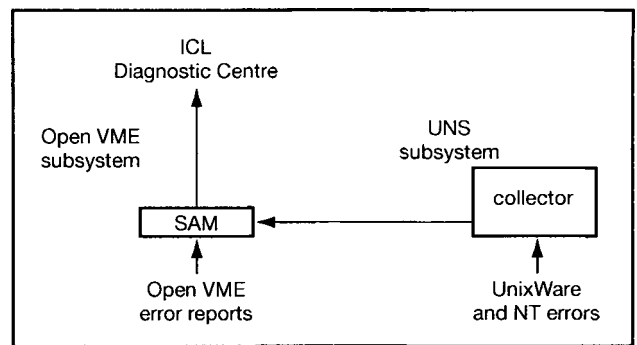 ICL
Diagnostic Centre
Open VME
subsystem
UNS
subsystem
collector
SAM
Open VME
error reports
UnixWare
and NT errors